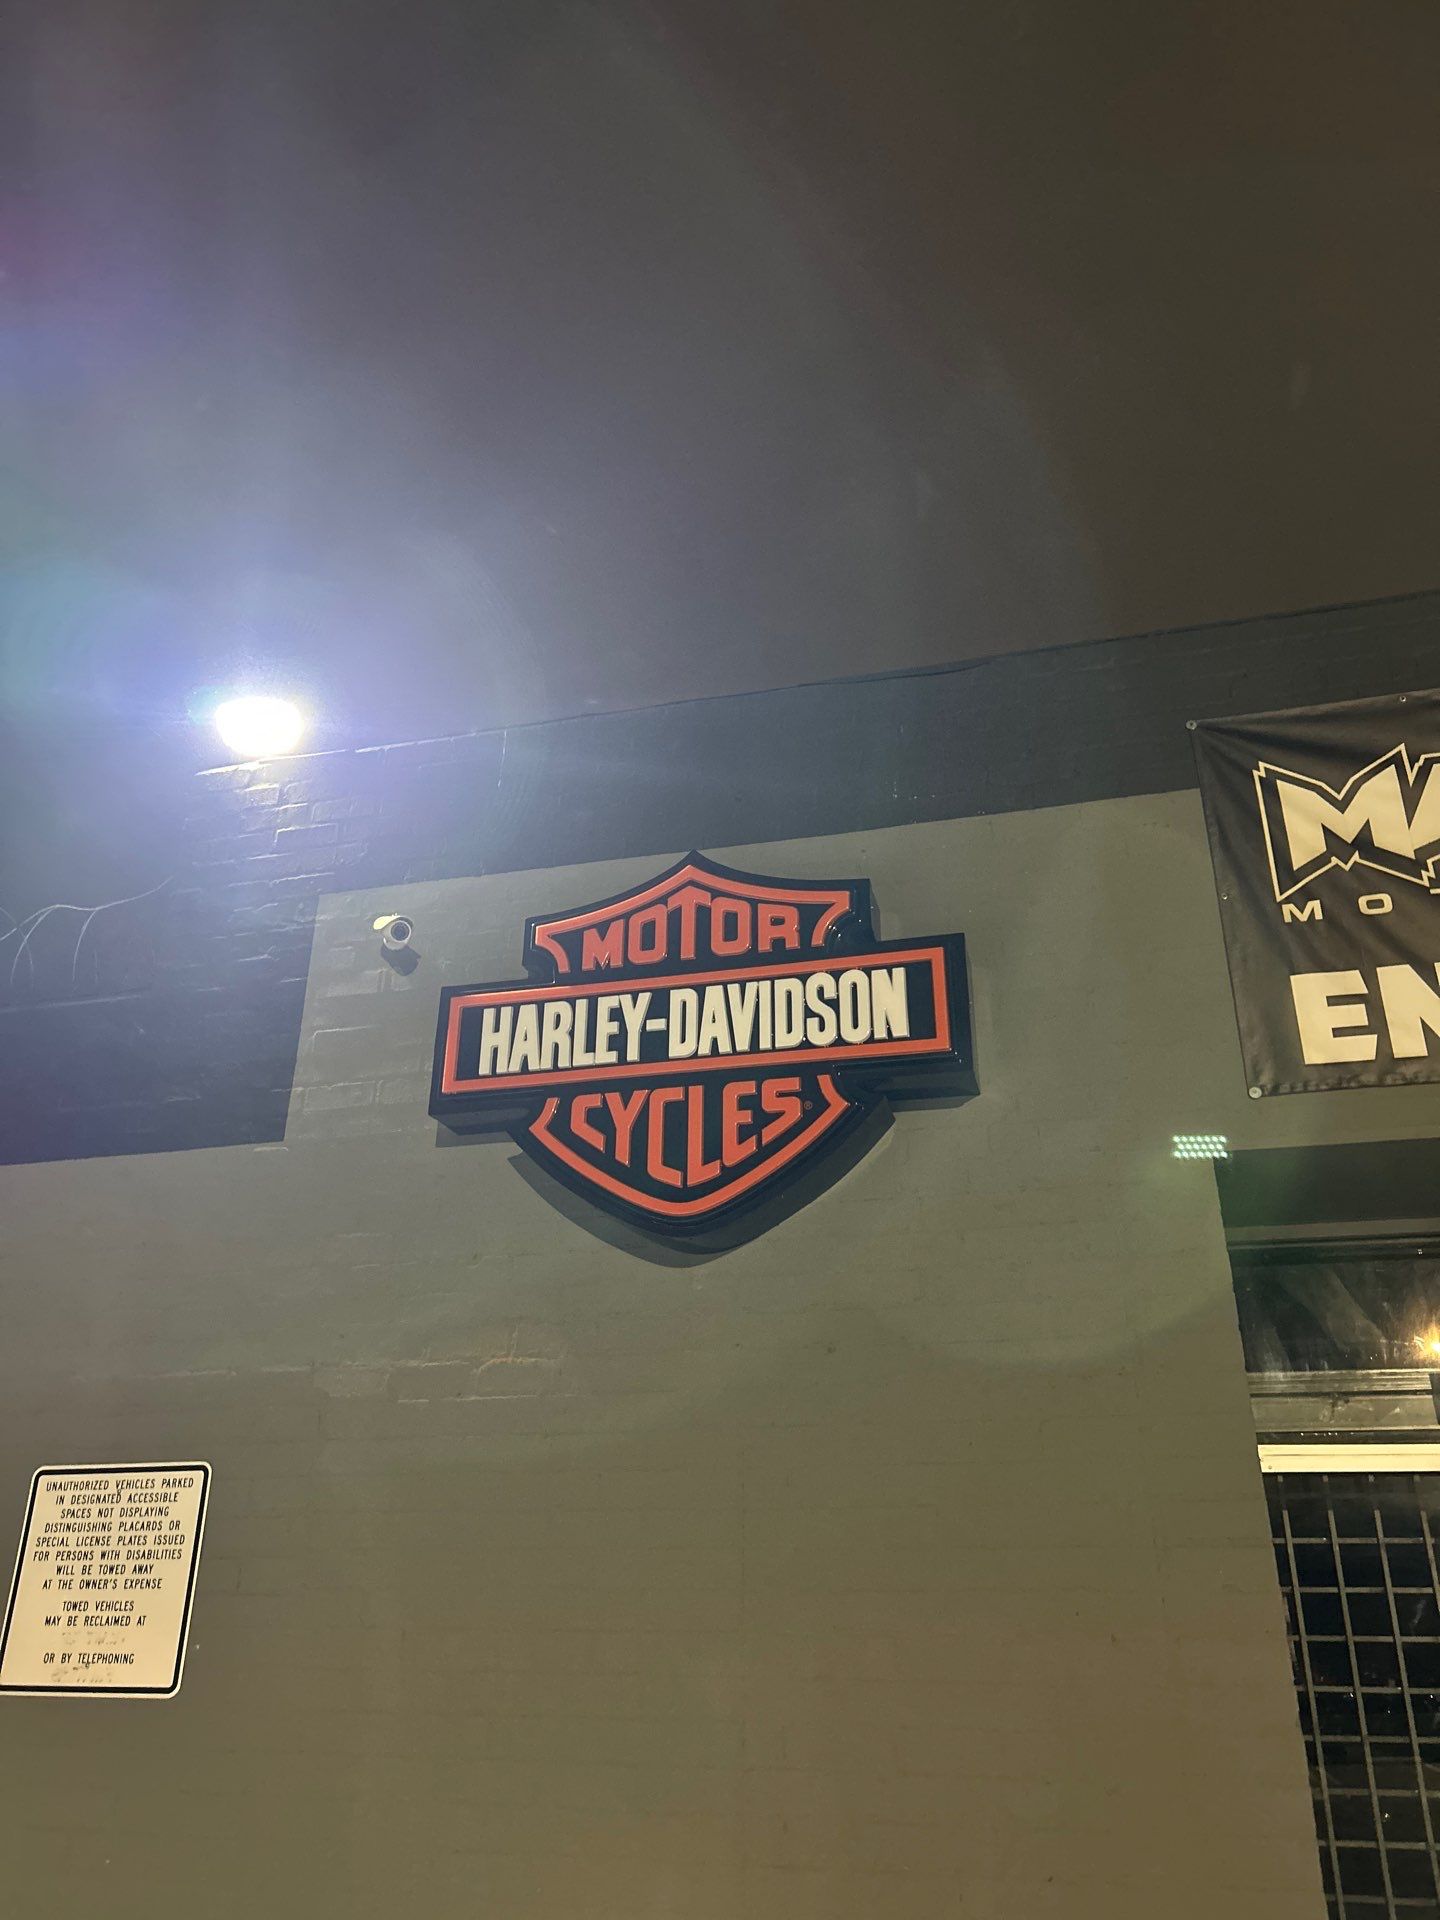 MOTOR
HARLEY-DAVIDSON
CYCLES
®
MO
EN
UNAUTHORIZED VEHICLES PARKED
IN DESIGNATED ACCESSIBLE
SPACES NOT DISPLAYING
DISTINGUISHING PLACARDS OR
SPECIAL LICENSE PLATES ISSUED
FOR PERSONS WITH DISABILITIES
WILL BE TOWED AWAY
AT THE OWNER'S EXPENSE
TOWED VEHICLES
MAY BE RECLAIMED AT
OR BY TELEPHONING